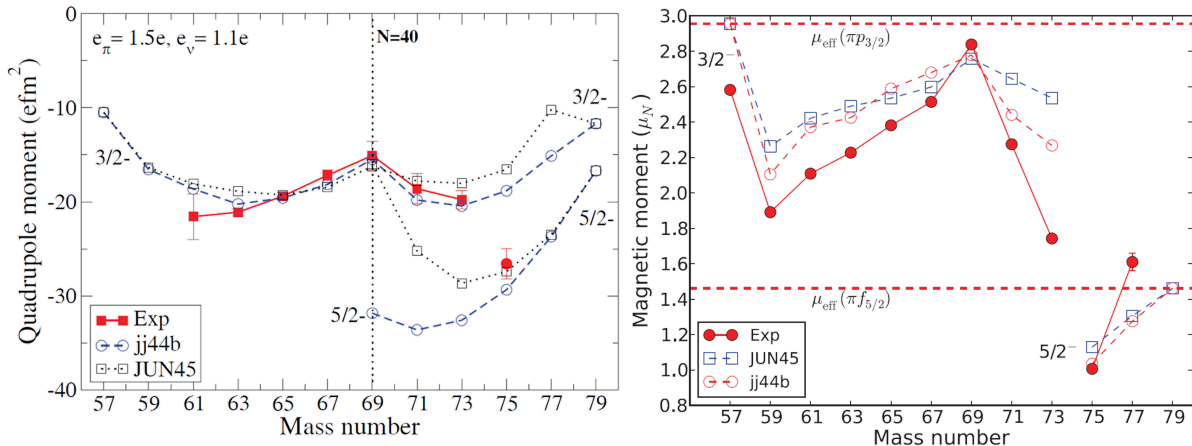 0
-10
-20
-30
-40
Quadrupole moment (efm²)
e_π= 1.5e, e_ν= 1.1e
N=40
3/2-
3/2-
5/2-
5/2-
Exp
jj44b
JUN45
57 59 61 63 65 67 69 71 73 75 77 79
Mass number
3.0
2.8
2.6
2.4
2.2
2.0
1.8
1.6
1.4
1.2
1.0
0.8
Magnetic moment (μ_N)
μ_eff(πp_3/2)
3/2⁻
μ_eff(πf_5/2)
5/2⁻
Exp
JUN45
jj44b
57 59 61 63 65 67 69 71 73 75 77 79
Mass number